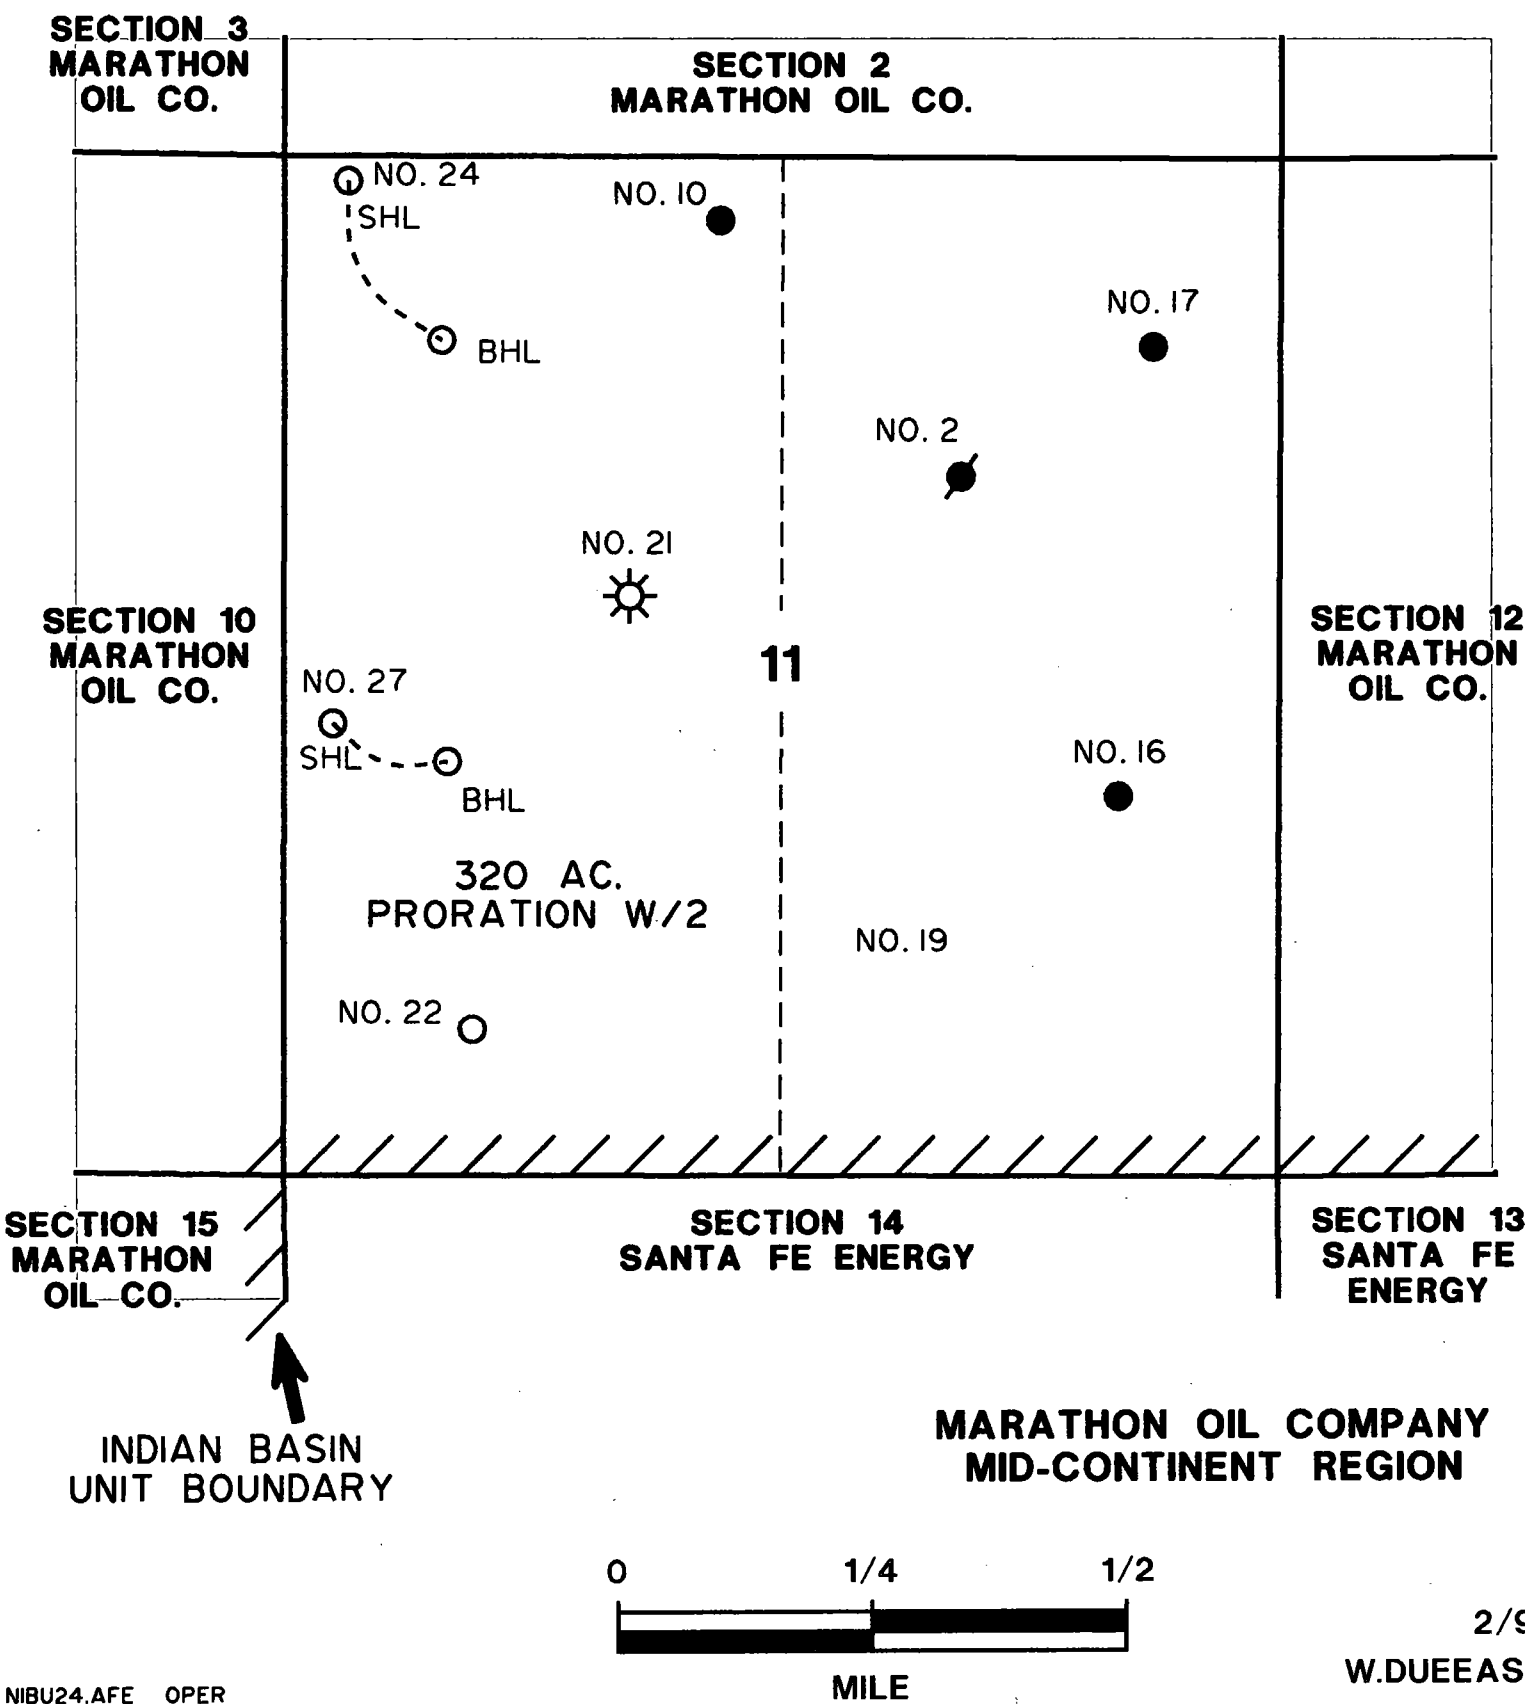 SECTION 3
MARATHON
OIL CO.
SECTION 2
MARATHON OIL CO.
NO. 24
SHL
NO. 10
BHL
NO. 17
NO. 2
NO. 21
SECTION 10
MARATHON
OIL CO.
11
SECTION 12
MARATHON
OIL CO.
NO. 27
SHL
BHL
NO. 16
320 AC.
PRORATION W/2
NO. 19
NO. 22
SECTION 15
MARATHON
OIL CO.
SECTION 14
SANTA FE ENERGY
SECTION 13
SANTA FE
ENERGY
INDIAN BASIN
UNIT BOUNDARY
MARATHON OIL COMPANY
MID-CONTINENT REGION
0 1/4 1/2
MILE
2/9
W.DUEEAS
NIBU24.AFE OPER